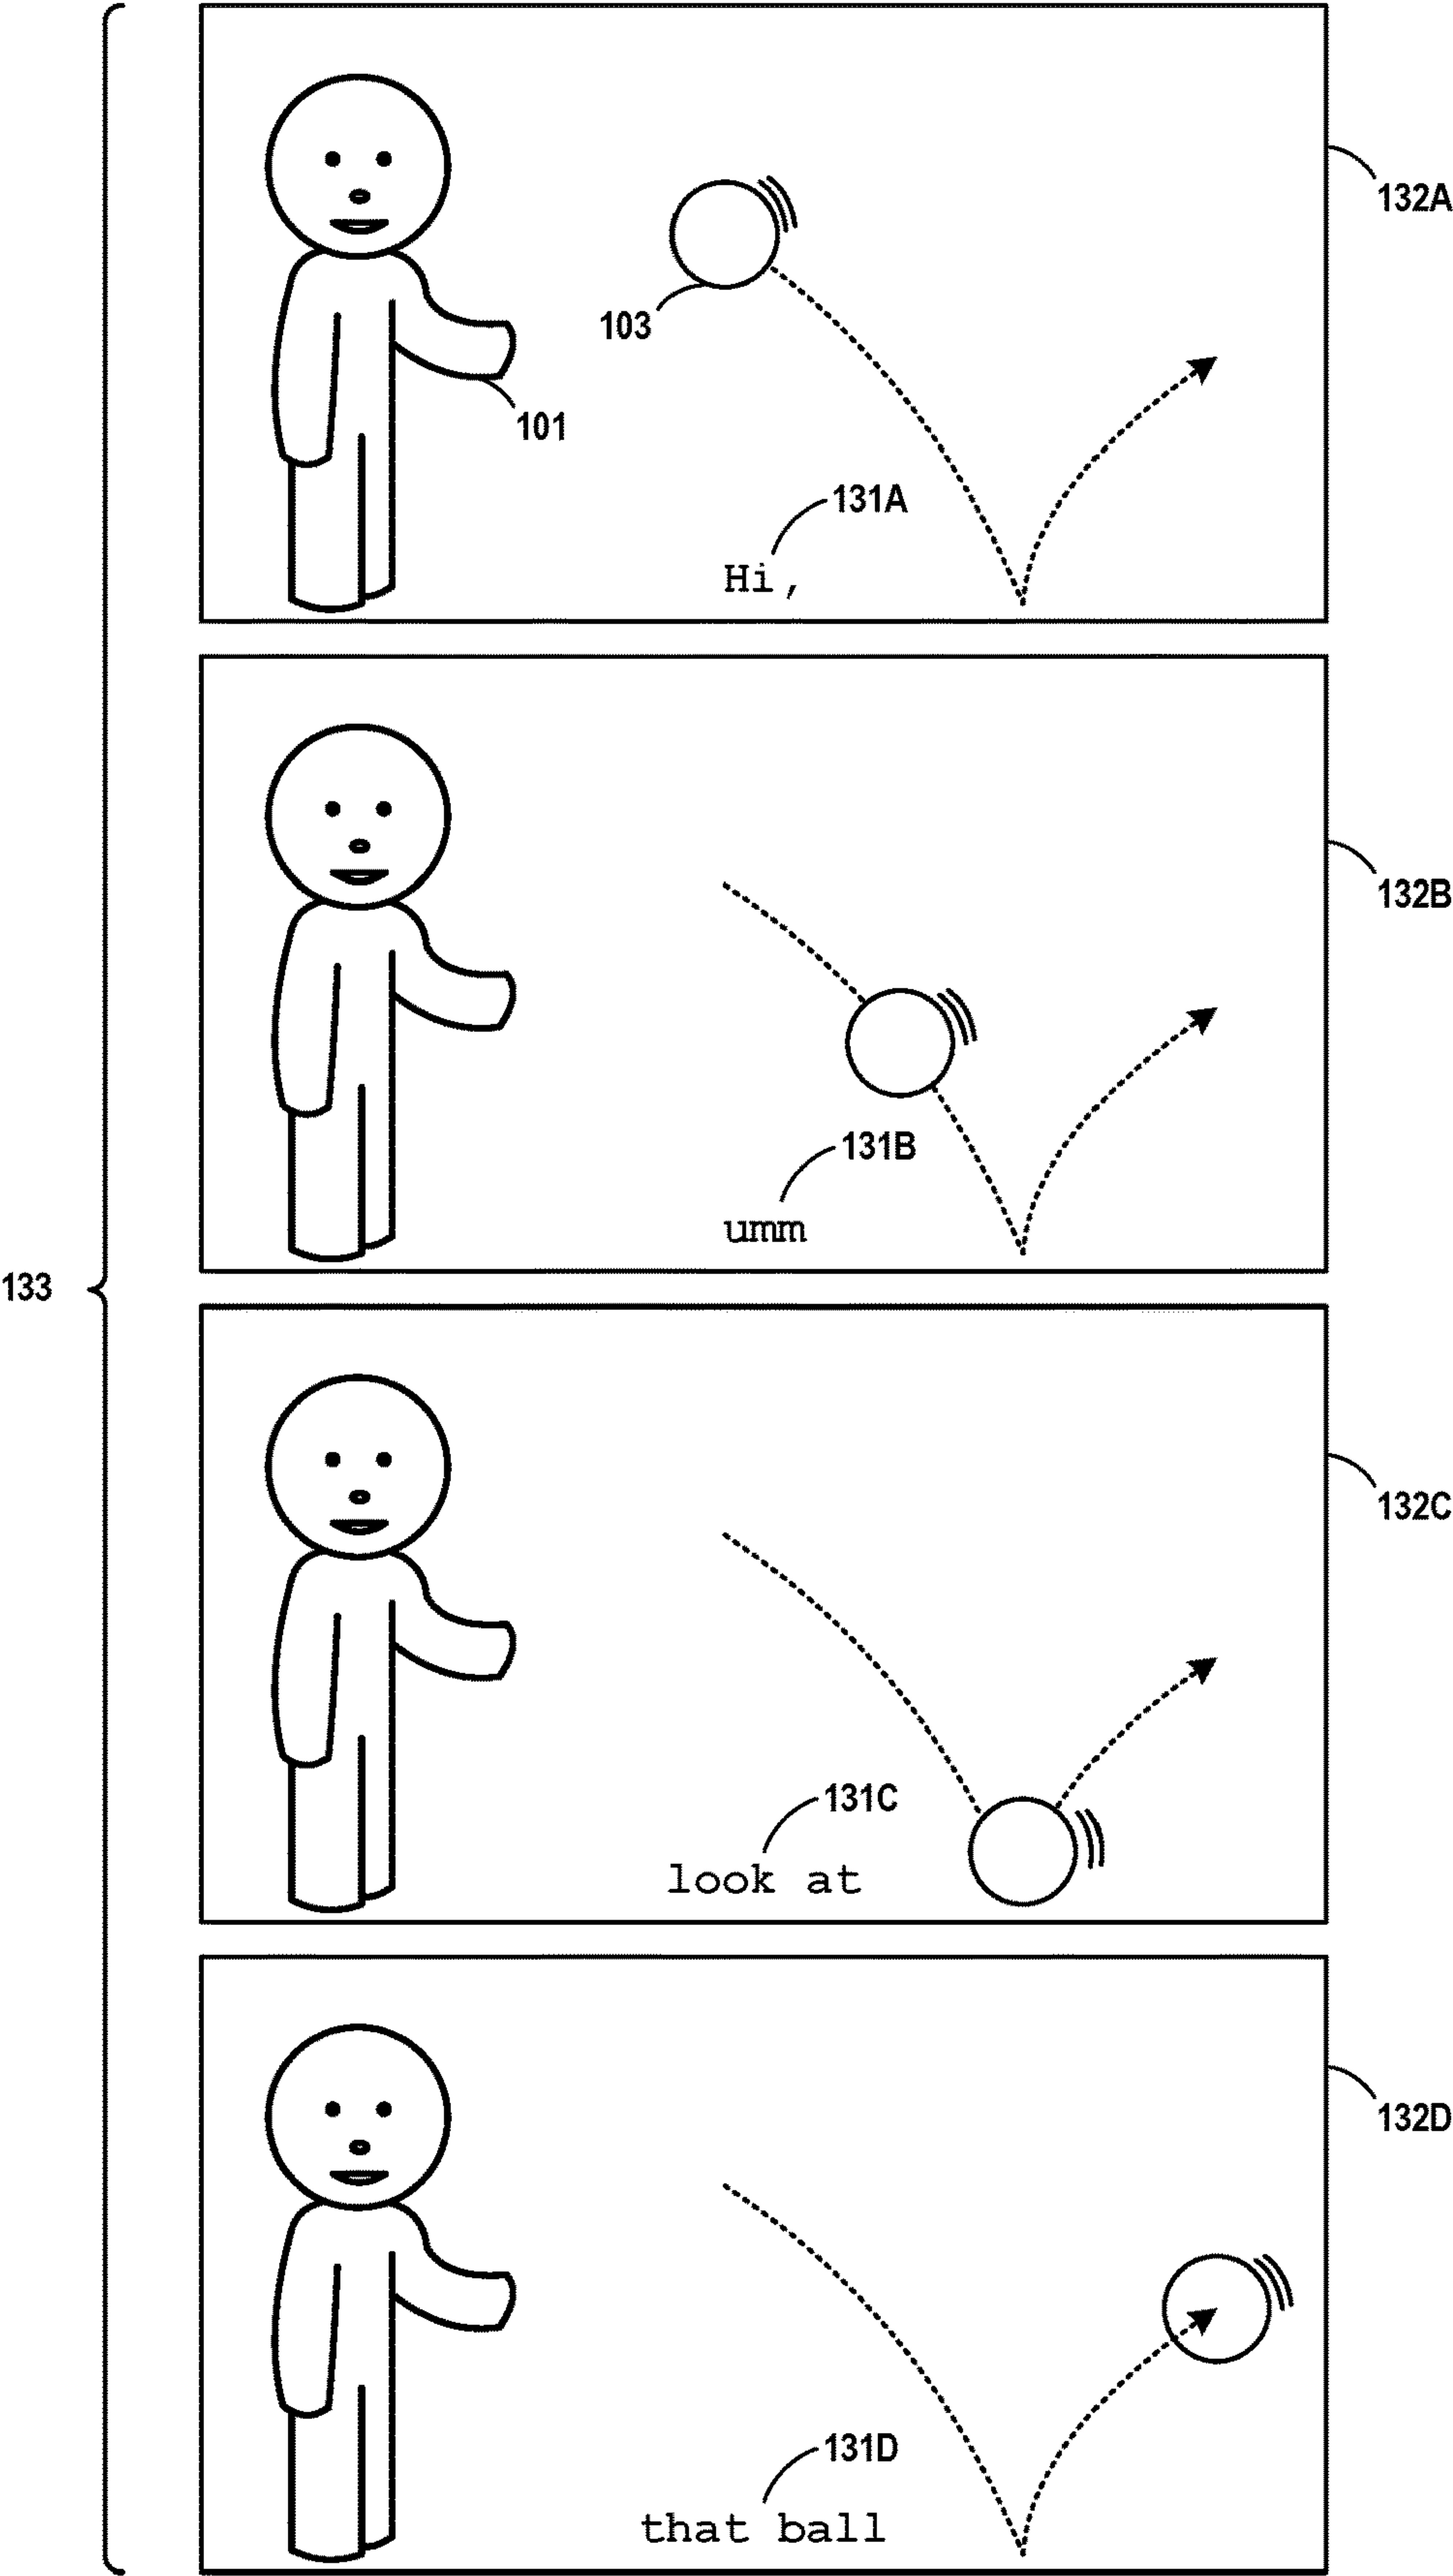 132A
103
101
131A
Hi,
132B
131B
umm
133
132C
131C
look at
132D
131D
that ball